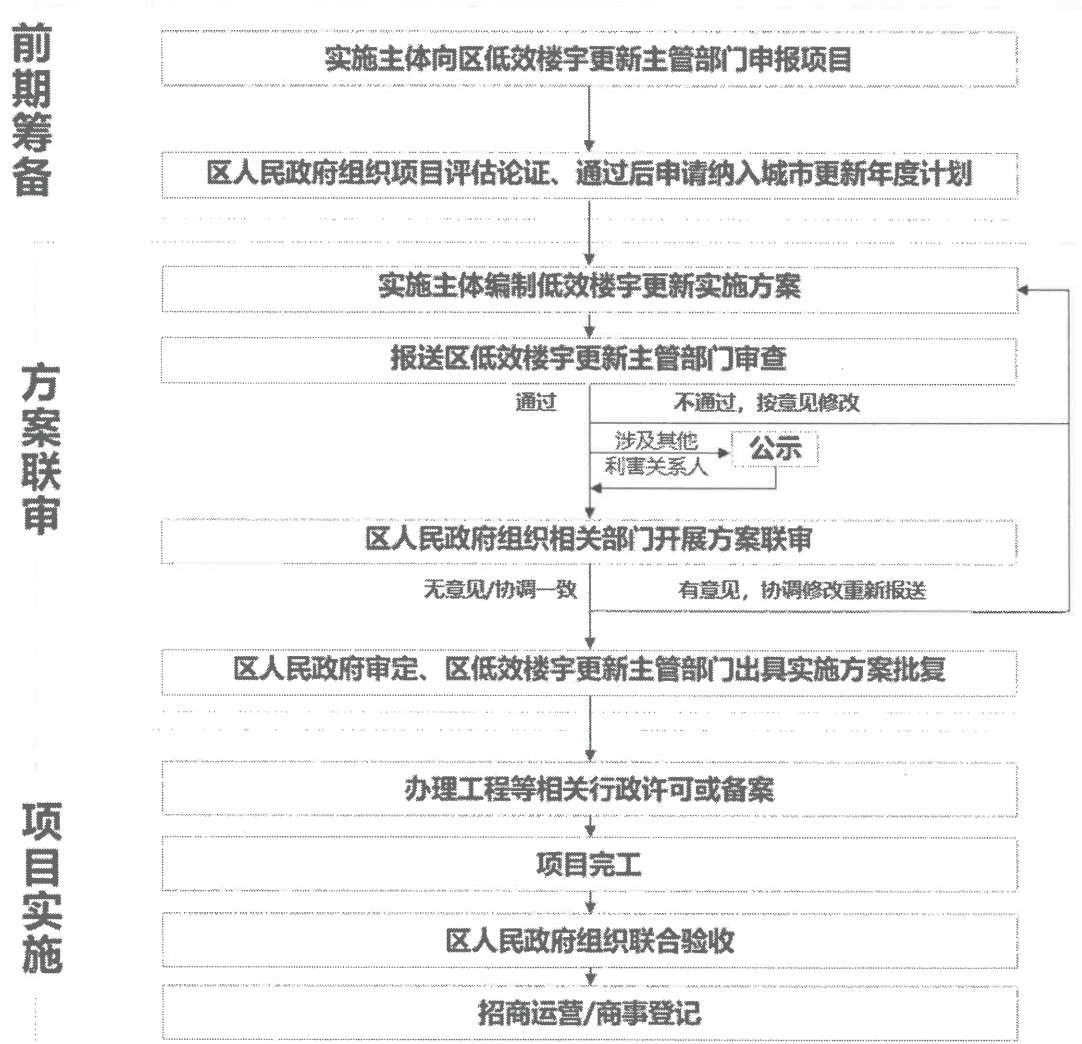 前期筹备
实施主体向区低效楼宇更新主管部门申报项目
区人民政府组织项目评估论证、通过后申请纳入城市更新年度计划
方案联审
实施主体编制低效楼宇更新实施方案
报送区低效楼宇更新主管部门审查
通过
不通过，按意见修改
涉及其他
利害关系人
公示
区人民政府组织相关部门开展方案联审
无意见/协调一致
有意见，协调修改重新报送
区人民政府审定、区低效楼宇更新主管部门出具实施方案批复
项目实施
办理工程等相关行政许可或备案
项目完工
区人民政府组织联合验收
招商运营/商事登记